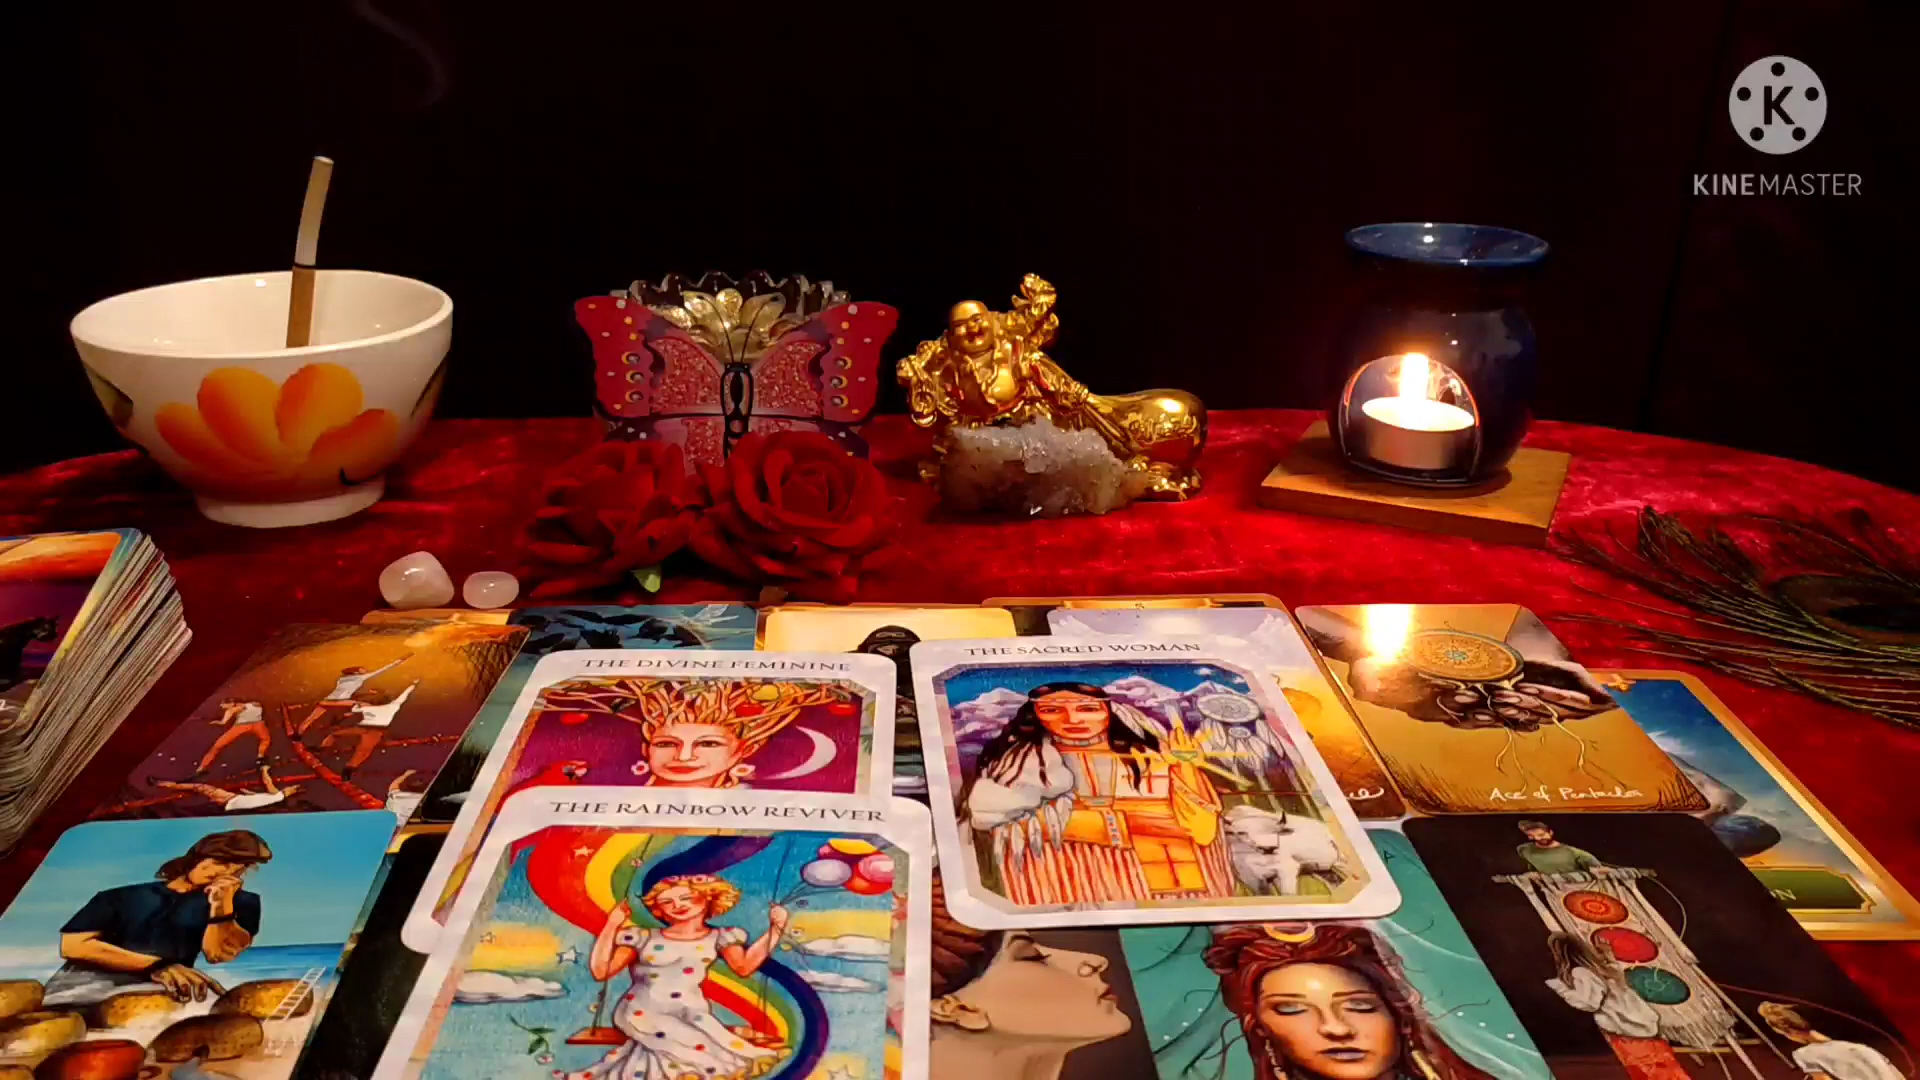 K
KINEMASTER
THE DIVINE FEMININE
THE SACRED WOMAN
Ace of Pentacles
THE RAINBOW REVIVER